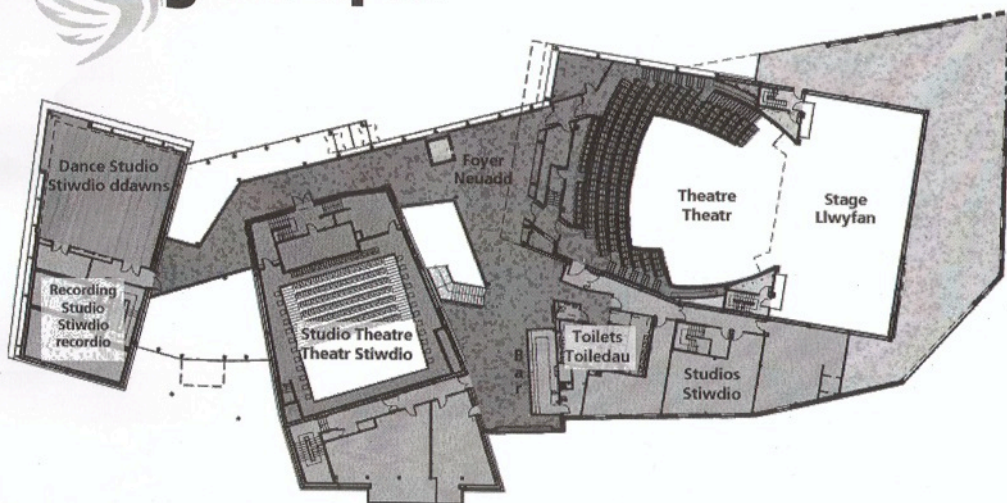 Dance Studio
Stiwdio ddawns
Recording
Studio
Stiwdio
recordio
Studio Theatre
Theatr Stiwdio
Foyer
Neuadd
Bar
Toilets
Toiledau
Studios
Stiwdio
Theatre
Theatr
Stage
Llwyfan